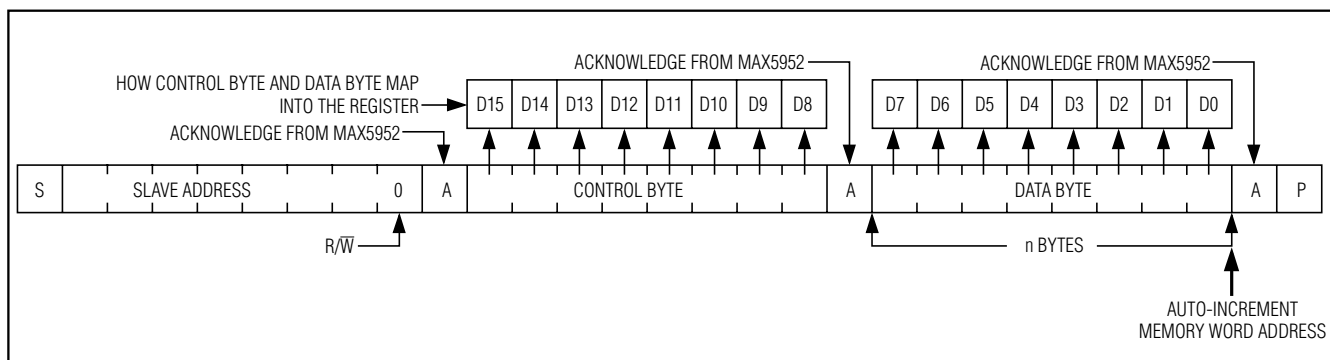 ACKNOWLEDGE FROM MAX5952
ACKNOWLEDGE FROM MAX5952
HOW CONTROL BYTE AND DATA BYTE MAP
INTO THE REGISTER
D15 D14 D13 D12 D11 D10 D9 D8
D7 D6 D5 D4 D3 D2 D1 D0
ACKNOWLEDGE FROM MAX5952
S SLAVE ADDRESS 0 A CONTROL BYTE A DATA BYTE A P
R/W̅
n BYTES
AUTO-INCREMENT
MEMORY WORD ADDRESS